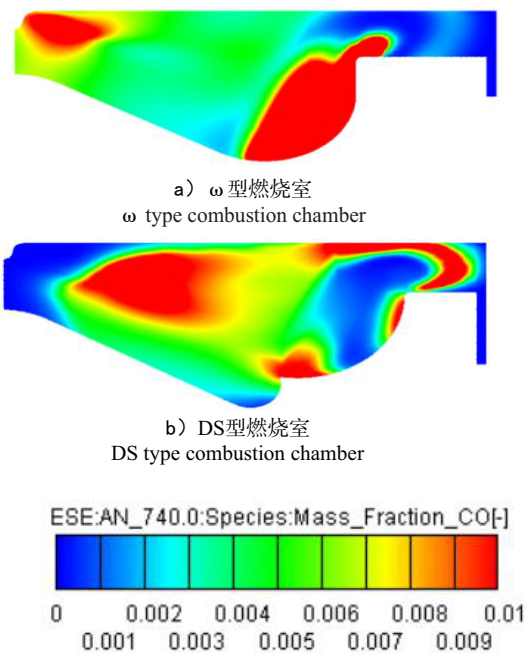 a) ω型燃烧室
ω type combustion chamber
b) DS型燃烧室
DS type combustion chamber
ESE:AN_740.0:Species:Mass_Fraction_CO[-]
0 0.002 0.004 0.006 0.008 0.01
0.001 0.003 0.005 0.007 0.009